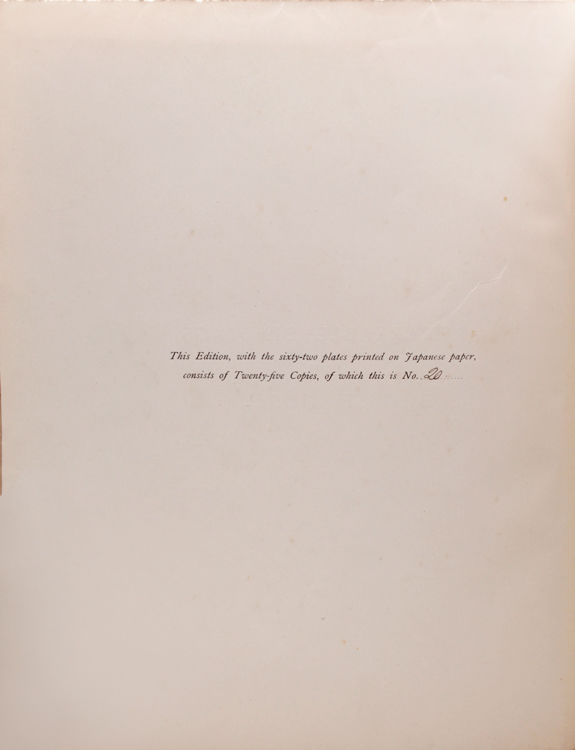 This Edition, with the sixty-two plates printed on Japanese paper,
consists of Twenty-five Copies, of which this is No. 20